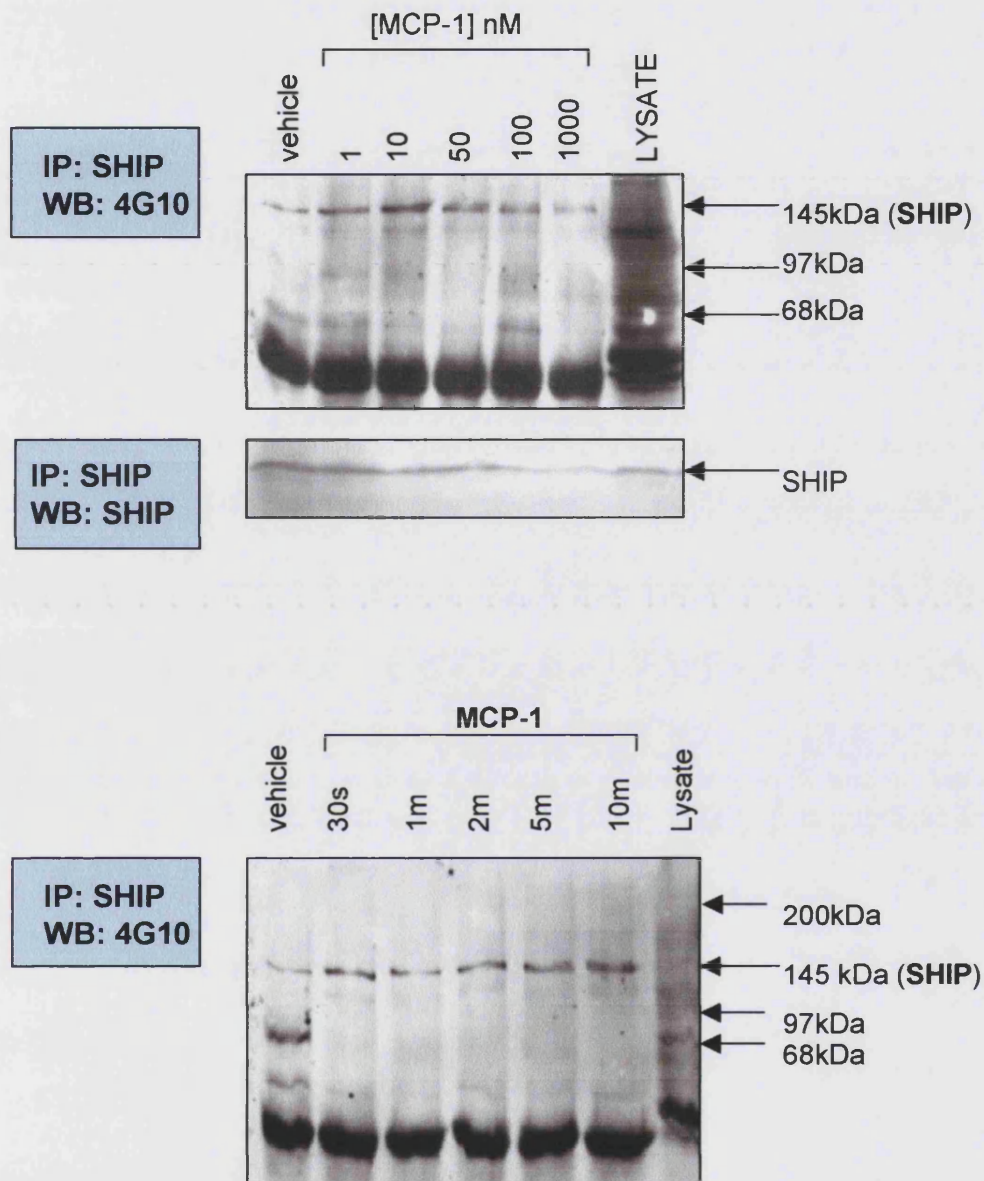 [MCP-1] nM
vehicle
1
10
50
100
1000
LYSATE
IP: SHIP
WB: 4G10
145kDa (SHIP)
97kDa
68kDa
IP: SHIP
WB: SHIP
SHIP
MCP-1
vehicle
30s
1m
2m
5m
10m
Lysate
IP: SHIP
WB: 4G10
200kDa
145 kDa (SHIP)
97kDa
68kDa